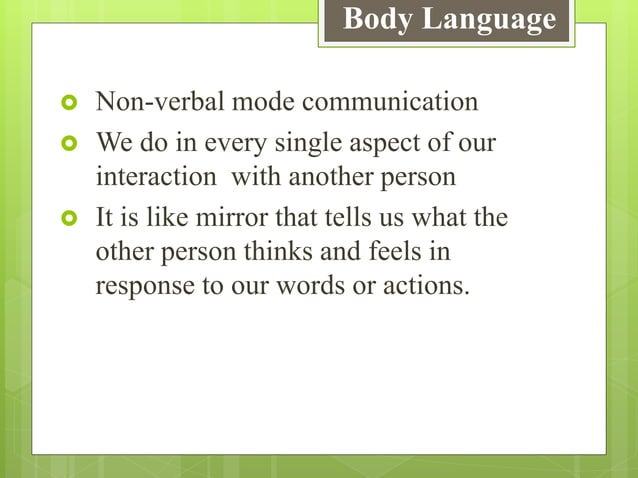 Body Language
Non-verbal mode communication
We do in every single aspect of our
interaction  with another person
It is like mirror that tells us what the
other person thinks and feels in
response to our words or actions.